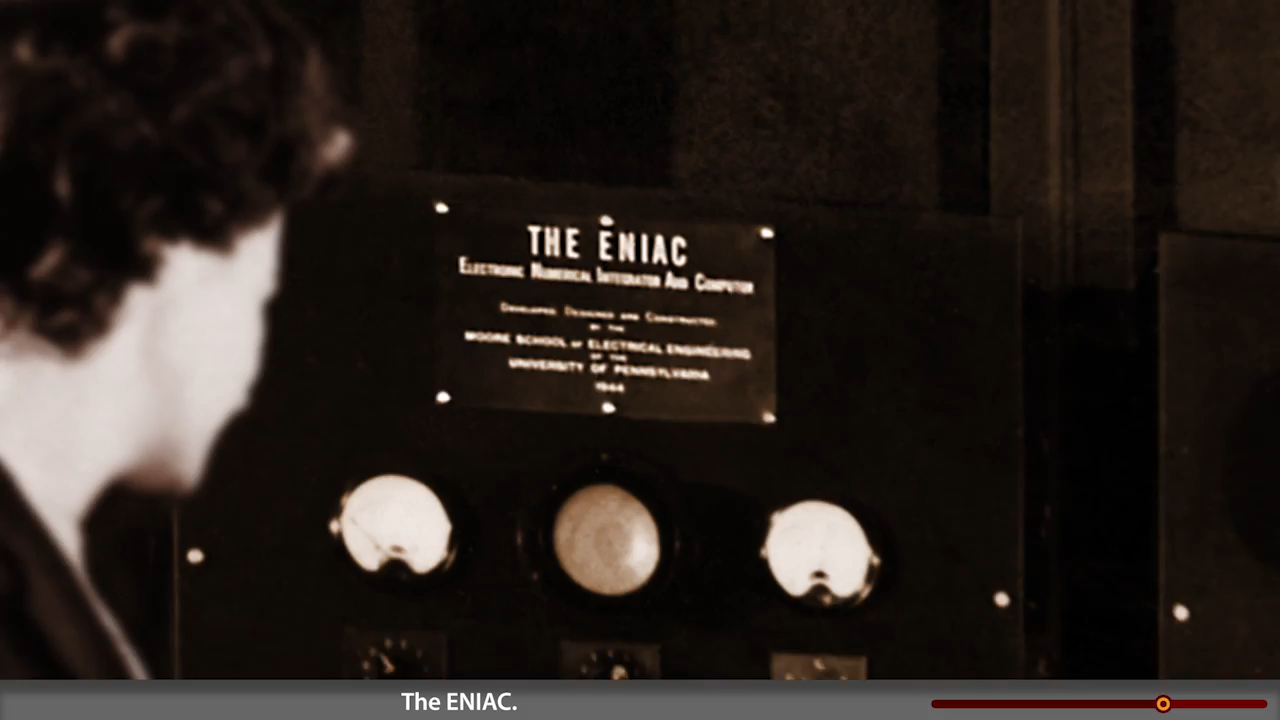 THE ENIAC
ELECTRONIC NUMERICAL INTEGRATOR AND COMPUTER
DEVELOPED DESIGNED AND CONSTRUCTED
BY THE
MOORE SCHOOL OF ELECTRICAL ENGINEERING
OF THE
UNIVERSITY OF PENNSYLVANIA
1944
The ENIAC.